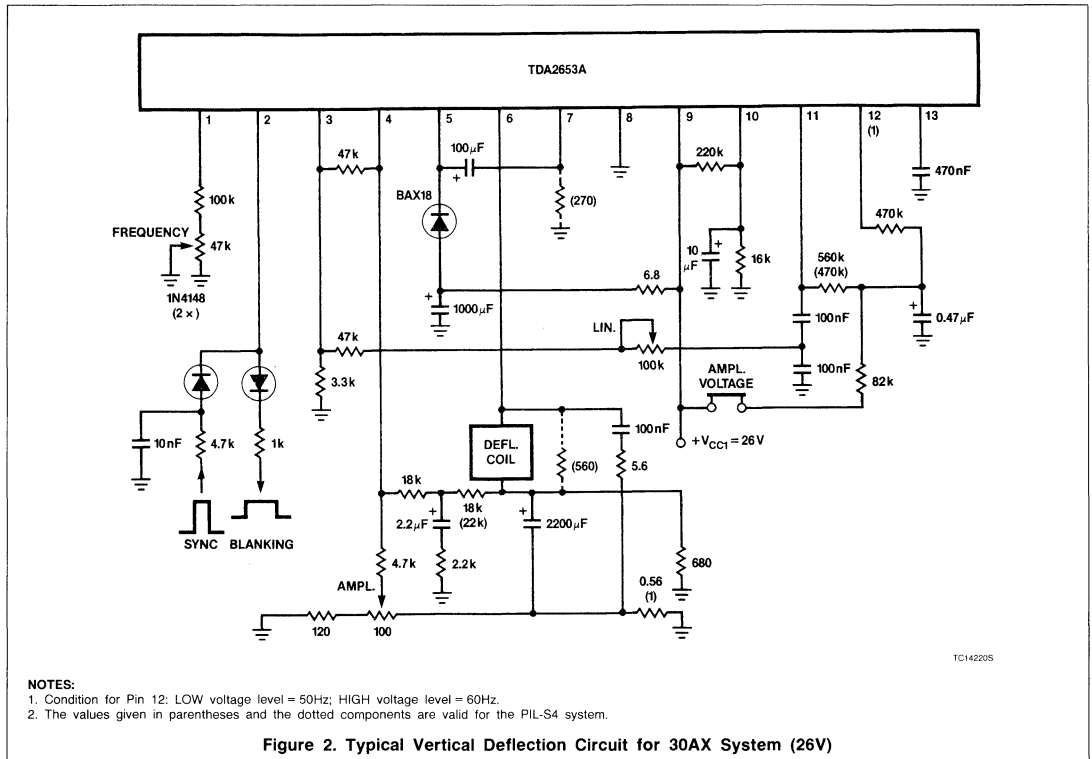 TDA2653A
1 2 3 4 5 6 7 8 9 10 11 12 13
(1)
47k
100µF
+
220k
470nF
100k
BAX18
(270)
FREQUENCY
47k
10
µF
+
16k
470k
560k
(470k)
1N4148
(2 ×)
+
1000µF
6.8
100nF
+
0.47µF
47k
LIN.
100k
100nF
82k
3.3k
AMPL.
VOLTAGE
10nF
4.7k
1k
DEFL.
COIL
(560)
100nF
+VCC1 = 26V
5.6
18k
18k
(22k)
SYNC BLANKING
+
2.2µF
+
2200µF
4.7k
2.2k
680
AMPL.
0.56
(1)
120
100
TC14220S
NOTES:
1. Condition for Pin 12: LOW voltage level = 50Hz; HIGH voltage level = 60Hz.
2. The values given in parentheses and the dotted components are valid for the PIL-S4 system.
Figure 2. Typical Vertical Deflection Circuit for 30AX System (26V)